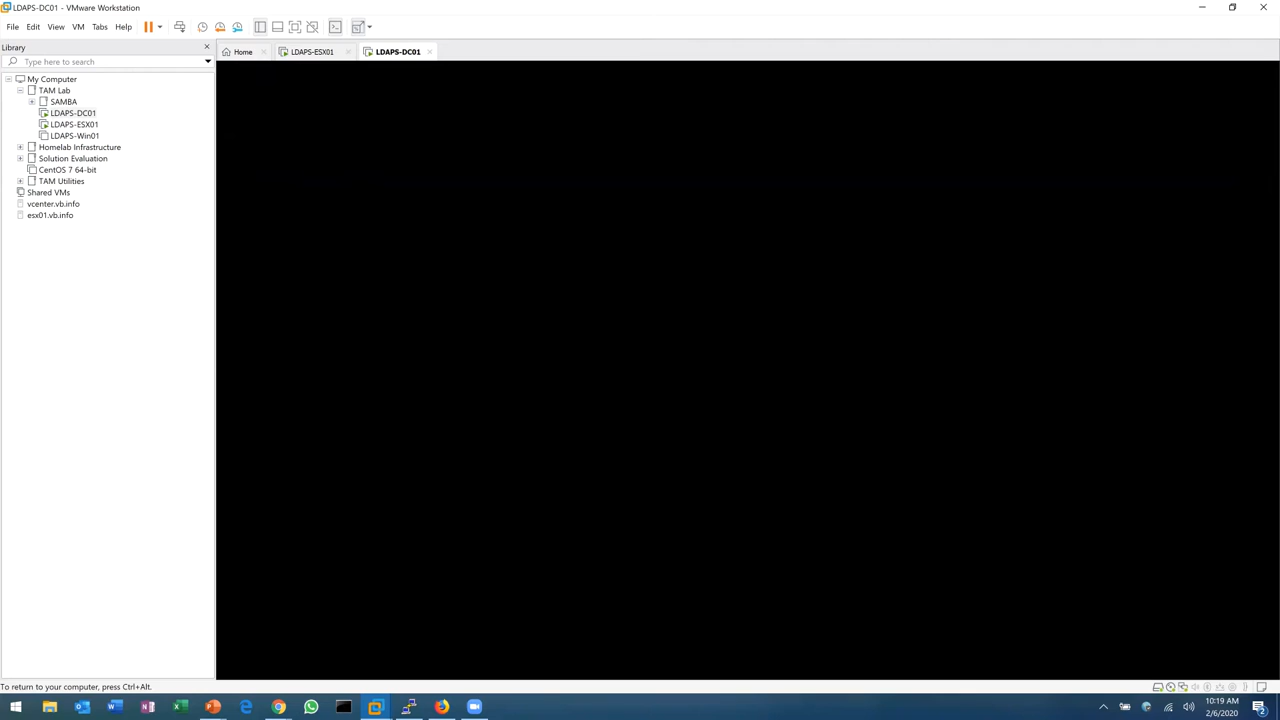 LDAPS-DC01 - VMware Workstation
File Edit View VM Tabs Help
Library
Type here to search
Home
LDAPS-ESX01
LDAPS-DC01
My Computer
TAM Lab
SAMBA
LDAPS-DC01
LDAPS-ESX01
LDAPS-Win01
Homelab Infrastructure
Solution Evaluation
CentOS 7 64-bit
TAM Utilities
Shared VMs
vcenter.vb.info
esx01.vb.info
To return to your computer, press Ctrl+Alt.
10:19 AM
2/6/2020
2